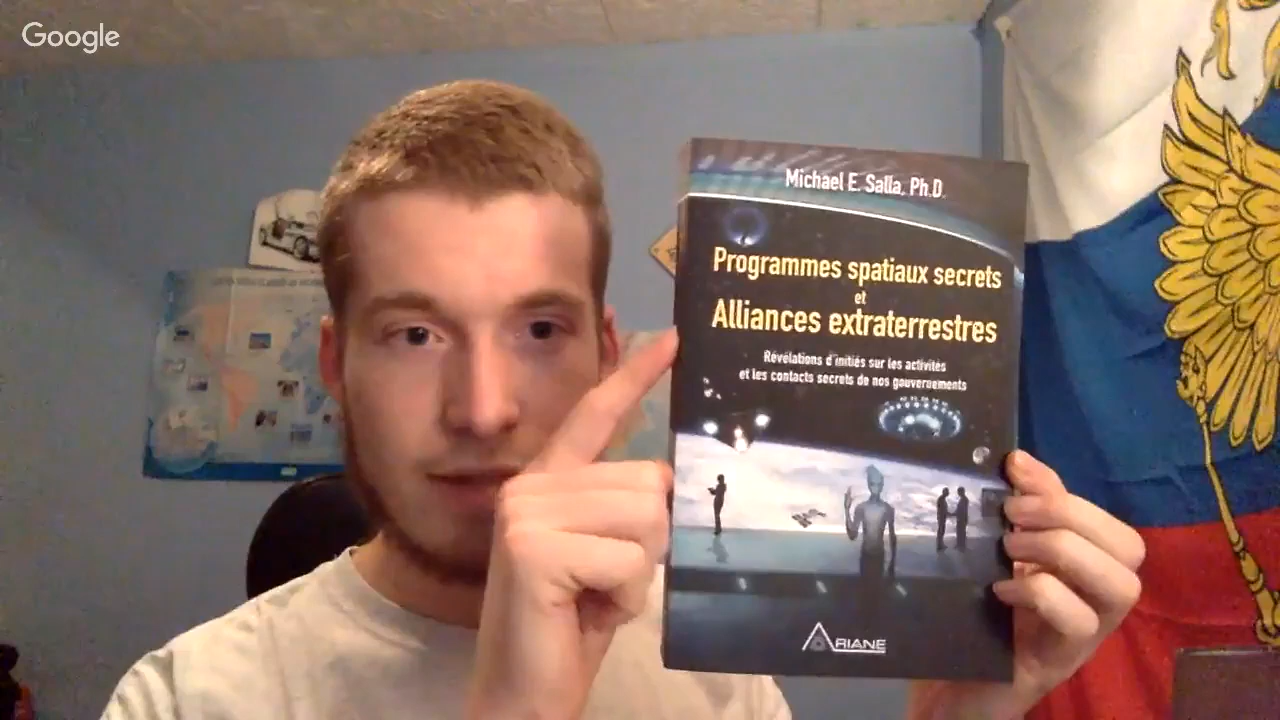 Google
Michael E. Salla, Ph.D.
Programmes spatiaux secrets
et
Alliances extraterrestres
Révélations d'initiés sur les activités
et les contacts secrets de nos gouvernements
ARIANE